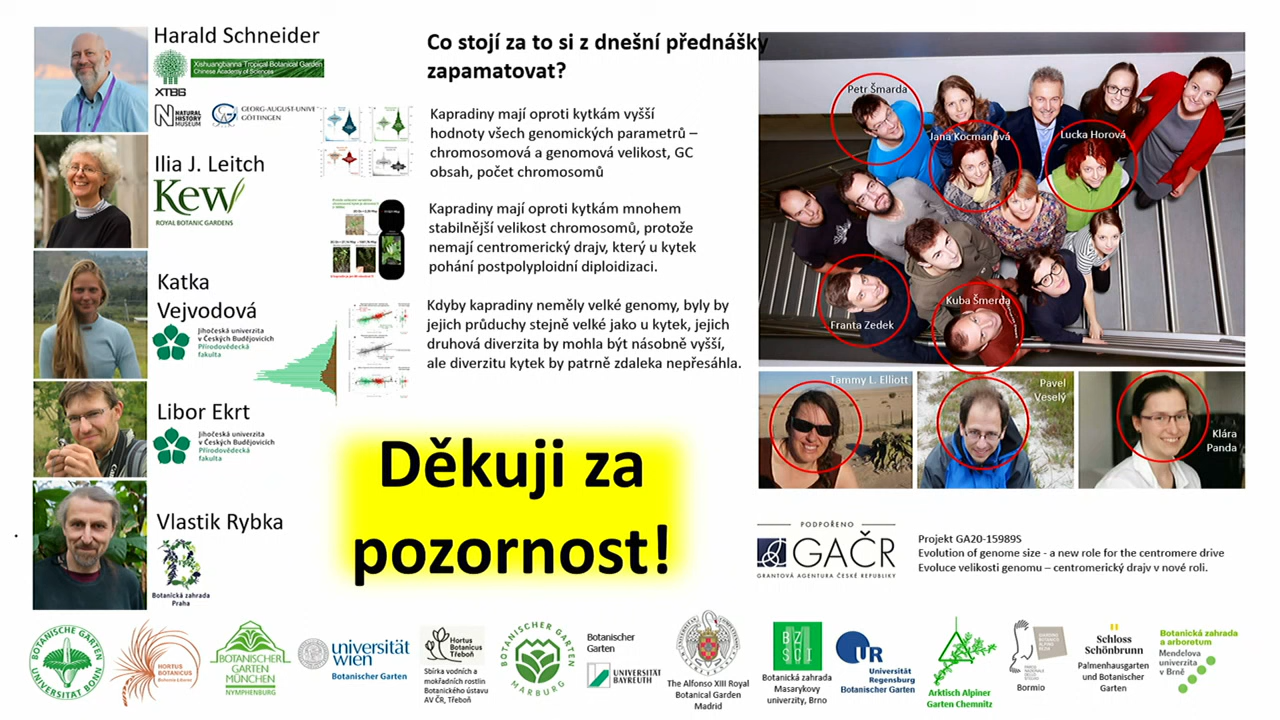 Harald Schneider
Xishuangbanna Tropical Botanical Garden
Chinese Academy of Sciences
XTBG
NATURAL
HISTORY
MUSEUM
GEORG-AUGUST-UNIVE
GÖTTINGEN
Ilia J. Leitch
Kew
ROYAL BOTANIC GARDENS
Katka
Vejvodová
Jihočeská univerzita
v Českých Budějovicích
Přírodovědecká
fakulta
Libor Ekrt
Jihočeská univerzita
v Českých Budějovicích
Přírodovědecká
fakulta
Vlastik Rybka
Botanická zahrada
Praha
Co stojí za to si z dnešní přednášky
zapamatovat?
Kapradiny mají oproti kytkám vyšší
hodnoty všech genomických parametrů –
chromosomová a genomová velikost, GC
obsah, počet chromosomů
Kapradiny mají oproti kytkám mnohem
stabilnější velikost chromosomů, protože
nemají centromerický drajv, který u kytek
pohání postpolyploidní diploidizaci.
Kdyby kapradiny neměly velké genomy, byly by
jejich průduchy stejně velké jako u kytek, jejich
druhová diverzita by mohla být násobně vyšší,
ale diverzitu kytek by patrně zdaleka nepřesáhla.
Děkuji za
pozornost!
Petr Šmarda
Jana Kocmanová
Lucka Horová
Franta Zedek
Kuba Šmerda
Tammy L. Elliott
Pavel
Veselý
Klára
Panda
PODPOŘENO
GAČR
GRANTOVÁ AGENTURA ČESKÉ REPUBLIKY
Projekt GA20-15989S
Evolution of genome size - a new role for the centromere drive
Evoluce velikosti genomu – centromerický drajv v nové roli.
BOTANISCHE GÄRTEN
UNIVERSITÄT BONN
HORTUS
BOTANICUS
BOTANISCHER
GARTEN
MÜNCHEN
NYMPHENBURG
universität
wien
Botanischer Garten
Hortus
Botanicus
Třeboň
Sbírka vodních a
mokřadních rostlin
Botanického ústavu
AV ČR, Třeboň
BOTANISCHER GARTEN
MARBURG
Botanischer
Garten
UNIVERSITÄT
BAYREUTH
The Alfonso XIII Royal
Botanical Garden
Madrid
Botanická zahrada
Masarykovy
univerzity, Brno
UR
Universität
Regensburg
Botanischer Garten
Arktisch Alpiner
Garten Chemnitz
Bormio
Schloss
Schönbrunn
Palmenhausgarten
und Botanischer
Garten
Botanická zahrada
a arboretum
Mendelova
univerzita
v Brně